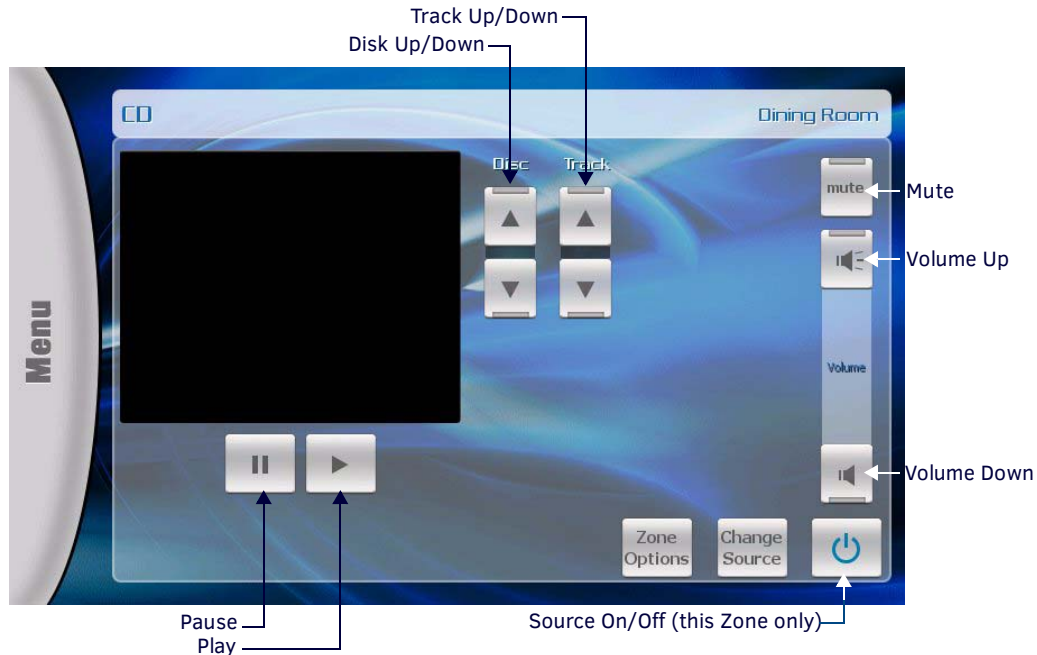 Track Up/Down
Disk Up/Down
CD
Dining Room
Disc
Track
mute
Mute
Volume Up
Menu
Volume
Volume Down
Zone
Options
Change
Source
Pause
Play
Source On/Off (this Zone only)